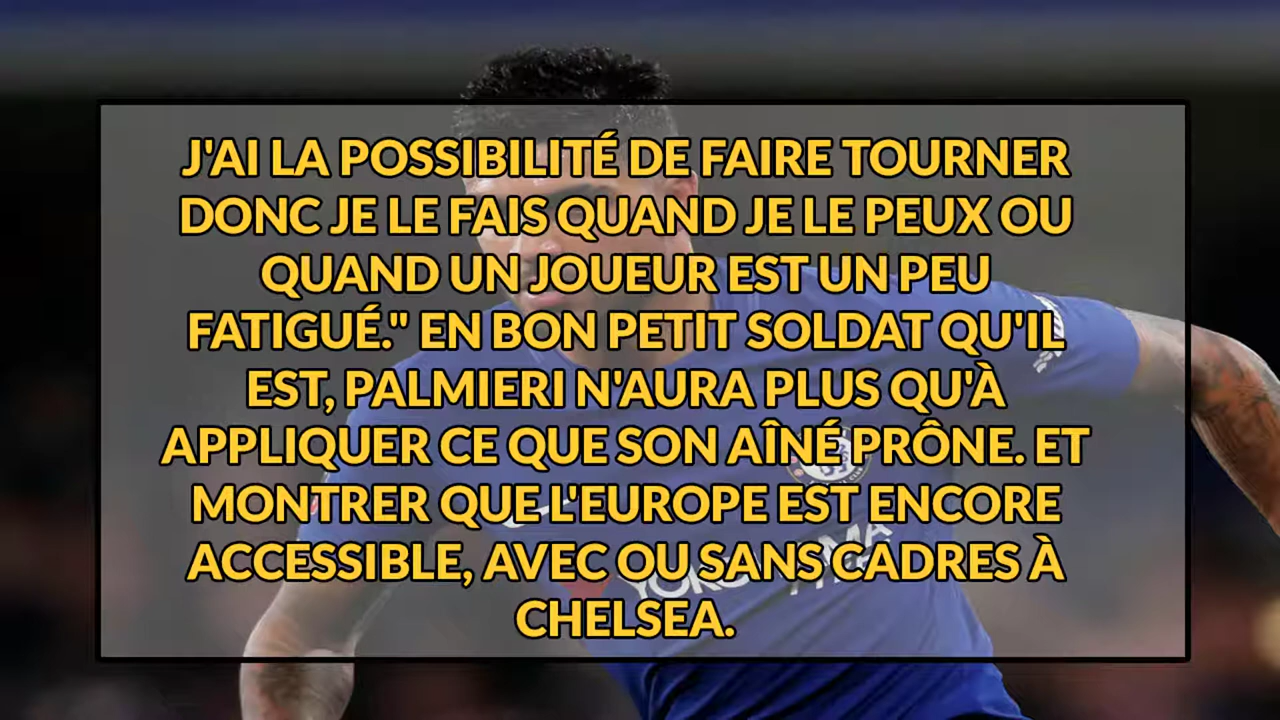 J'AI LA POSSIBILITÉ DE FAIRE TOURNER
DONC JE LE FAIS QUAND JE LE PEUX OU
QUAND UN JOUEUR EST UN PEU
FATIGUÉ." EN BON PETIT SOLDAT QU'IL
EST, PALMIERI N'AURA PLUS QU'À
APPLIQUER CE QUE SON AÎNÉ PRÔNE. ET
MONTRER QUE L'EUROPE EST ENCORE
ACCESSIBLE, AVEC OU SANS CADRES À
CHELSEA.